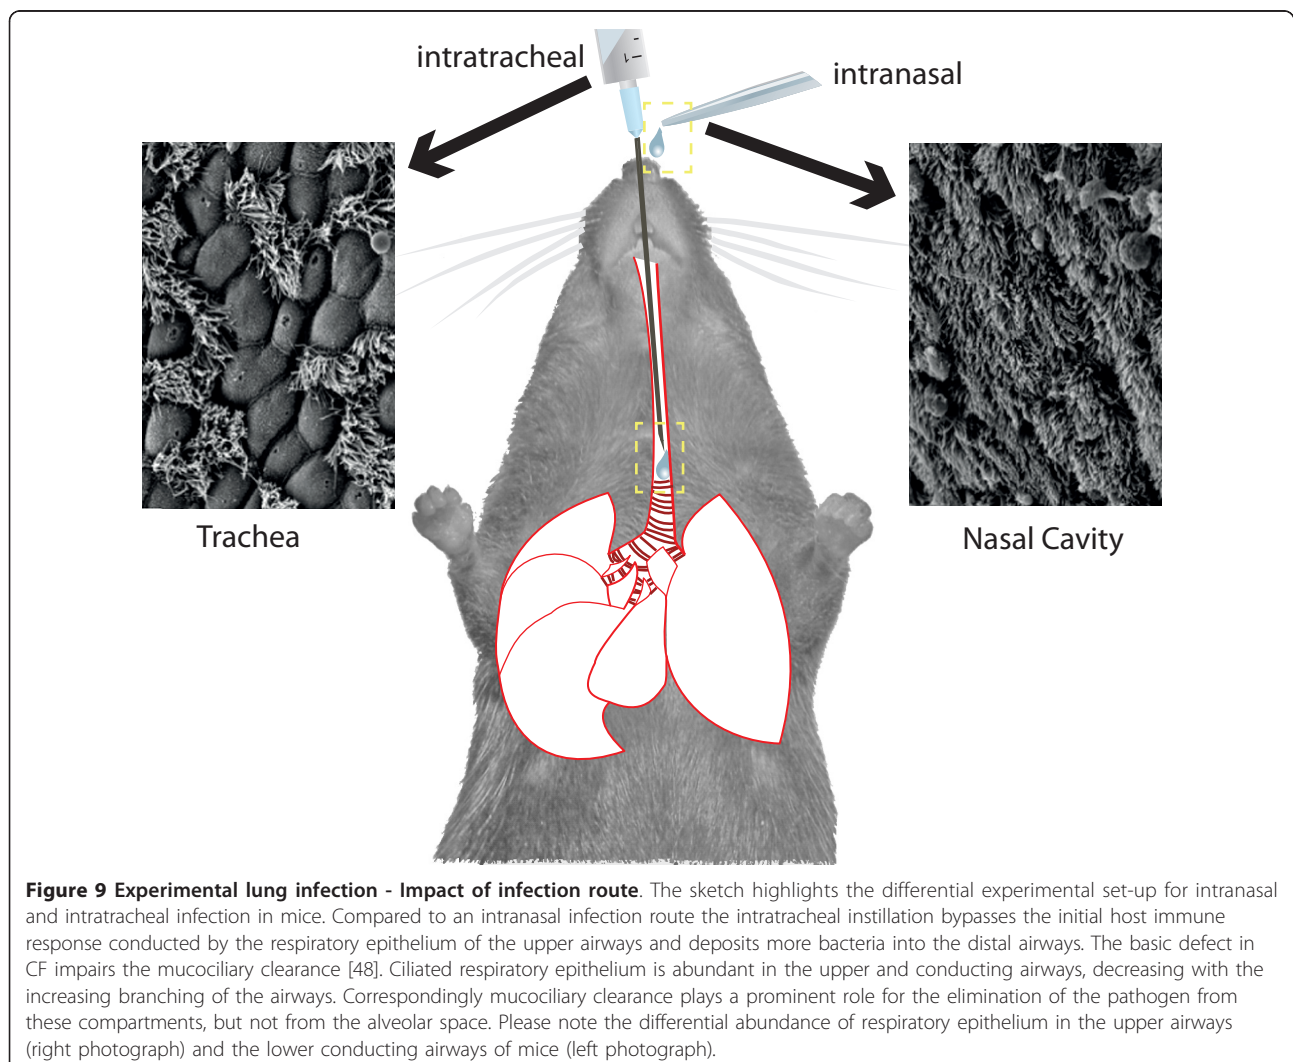 intratracheal
intranasal
-
–1
Trachea
Nasal Cavity
Figure 9 Experimental lung infection - Impact of infection route. The sketch highlights the differential experimental set-up for intranasal
and intratracheal infection in mice. Compared to an intranasal infection route the intratracheal instillation bypasses the initial host immune
response conducted by the respiratory epithelium of the upper airways and deposits more bacteria into the distal airways. The basic defect in
CF impairs the mucociliary clearance [48]. Ciliated respiratory epithelium is abundant in the upper and conducting airways, decreasing with the
increasing branching of the airways. Correspondingly mucociliary clearance plays a prominent role for the elimination of the pathogen from
these compartments, but not from the alveolar space. Please note the differential abundance of respiratory epithelium in the upper airways
(right photograph) and the lower conducting airways of mice (left photograph).